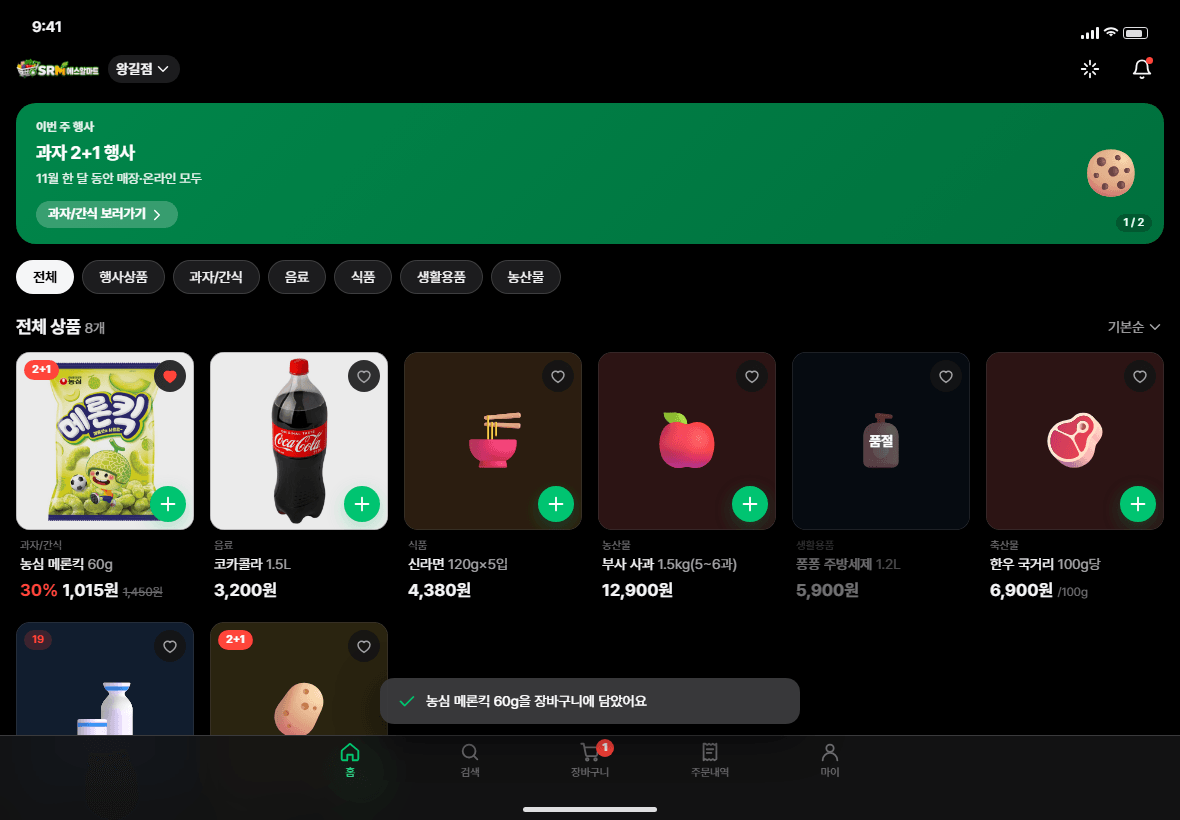 9:41
SRM에스알마트
왕길점
이번 주 행사
과자 2+1 행사
11월 한 달 동안 매장·온라인 모두
과자/간식 보러가기
1 / 2
전체
행사상품
과자/간식
음료
식품
생활용품
농산물
전체 상품 8개
기본순
2+1
농심
메론킥
ORIGINAL TASTE
Coca-Cola
품절
과자/간식
농심 메론킥 60g
30% 1,015원 1,450원
음료
코카콜라 1.5L
3,200원
식품
신라면 120g×5입
4,380원
농산물
부사 사과 1.5kg(5~6과)
12,900원
생활용품
퐁퐁 주방세제 1.2L
5,900원
축산물
한우 국거리 100g당
6,900원 /100g
19
2+1
농심 메론킥 60g을 장바구니에 담았어요
홈
검색
1
장바구니
주문내역
마이